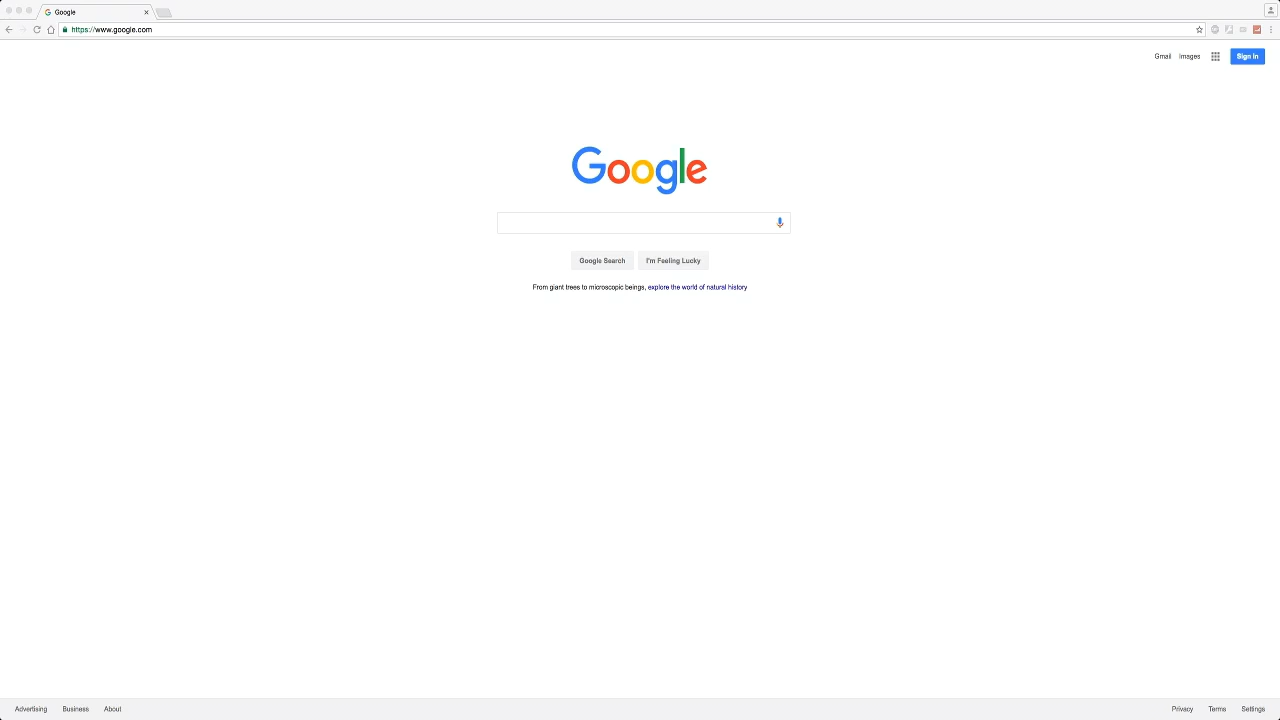 Google
https://www.google.com
Gmail Images Sign in
Google
Google Search I'm Feeling Lucky
From giant trees to microscopic beings, explore the world of natural history
Advertising Business About Privacy Terms Settings